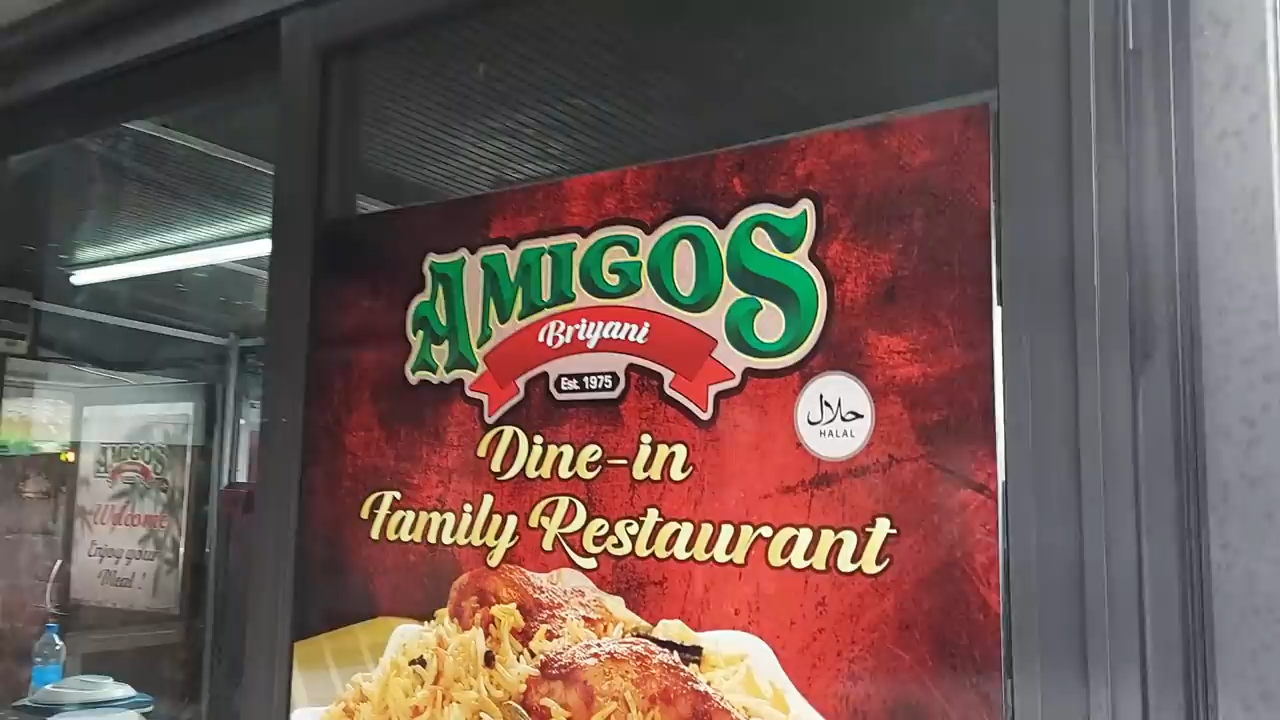 AMIGOS
Briyani
Est. 1975
حلال
HALAL
Dine-in
Family Restaurant
AMIGOS
Welcome
Enjoy your
Meal !